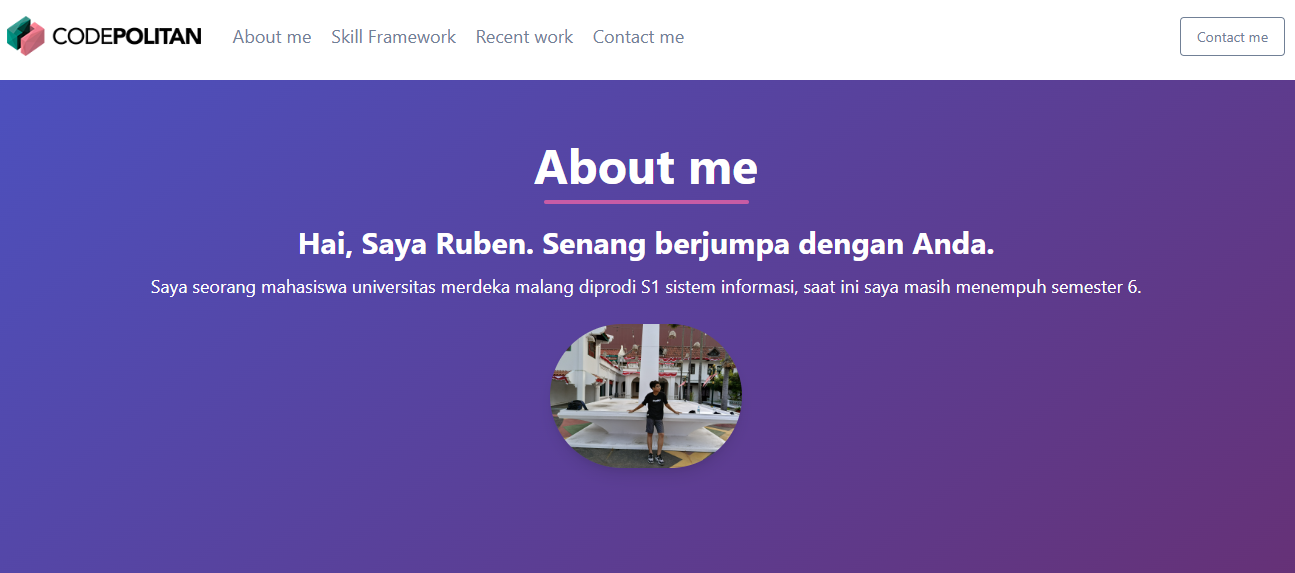 CODEPOLITAN
About me
Skill Framework
Recent work
Contact me
Contact me
About me
Hai, Saya Ruben. Senang berjumpa dengan Anda.
Saya seorang mahasiswa universitas merdeka malang diprodi S1 sistem informasi, saat ini saya masih menempuh semester 6.